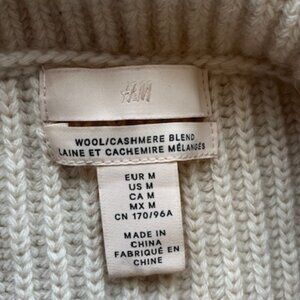 H&M
WOOL/CASHMERE BLEND
LAINE ET CACHEMIRE MÉLANGÉS
EUR M
US M
CA M
MX M
CN 170/96A
MADE IN
CHINA
FABRIQUÉ EN
CHINE